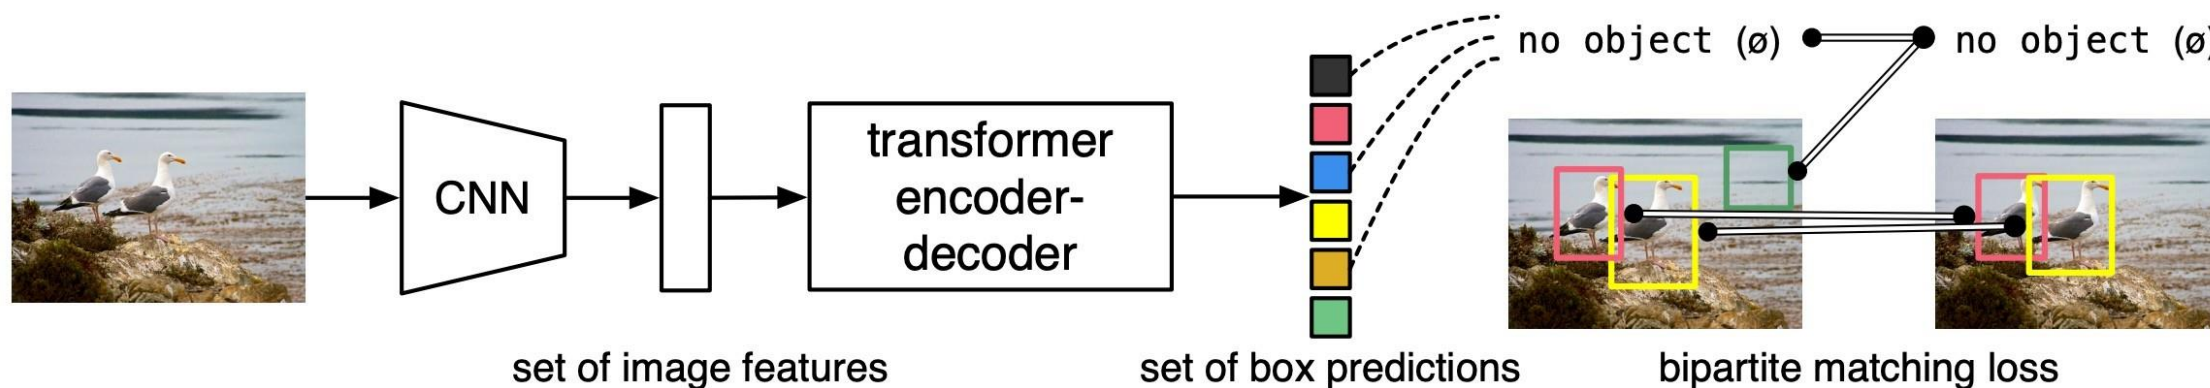 no object (ø)
no object (ø)
CNN
transformer
encoder-
decoder
set of image features
set of box predictions
bipartite matching loss